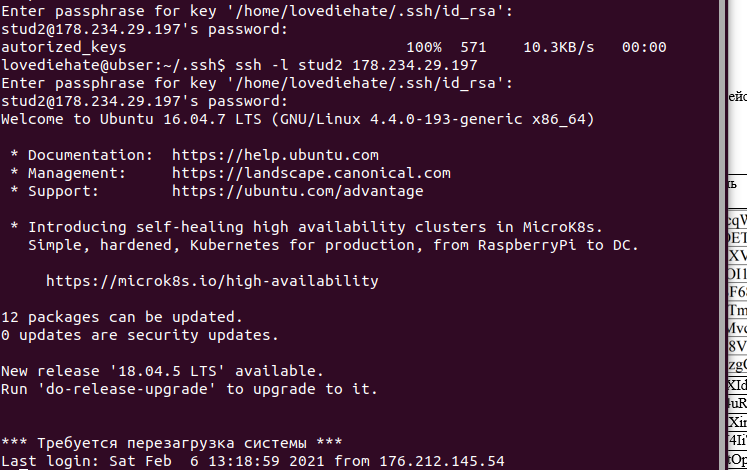 Enter passphrase for key '/home/lovediehate/.ssh/id_rsa':
stud2@178.234.29.197's password:
autorized_keys 100% 571 10.3KB/s 00:00
lovediehate@ubser:~/.ssh$ ssh -l stud2 178.234.29.197
Enter passphrase for key '/home/lovediehate/.ssh/id_rsa':
stud2@178.234.29.197's password:
Welcome to Ubuntu 16.04.7 LTS (GNU/Linux 4.4.0-193-generic x86_64)
* Documentation: https://help.ubuntu.com
* Management: https://landscape.canonical.com
* Support: https://ubuntu.com/advantage
* Introducing self-healing high availability clusters in MicroK8s.
Simple, hardened, Kubernetes for production, from RaspberryPi to DC.
https://microk8s.io/high-availability
12 packages can be updated.
0 updates are security updates.
New release '18.04.5 LTS' available.
Run 'do-release-upgrade' to upgrade to it.
*** Требуется перезагрузка системы ***
Last login: Sat Feb 6 13:18:59 2021 from 176.212.145.54